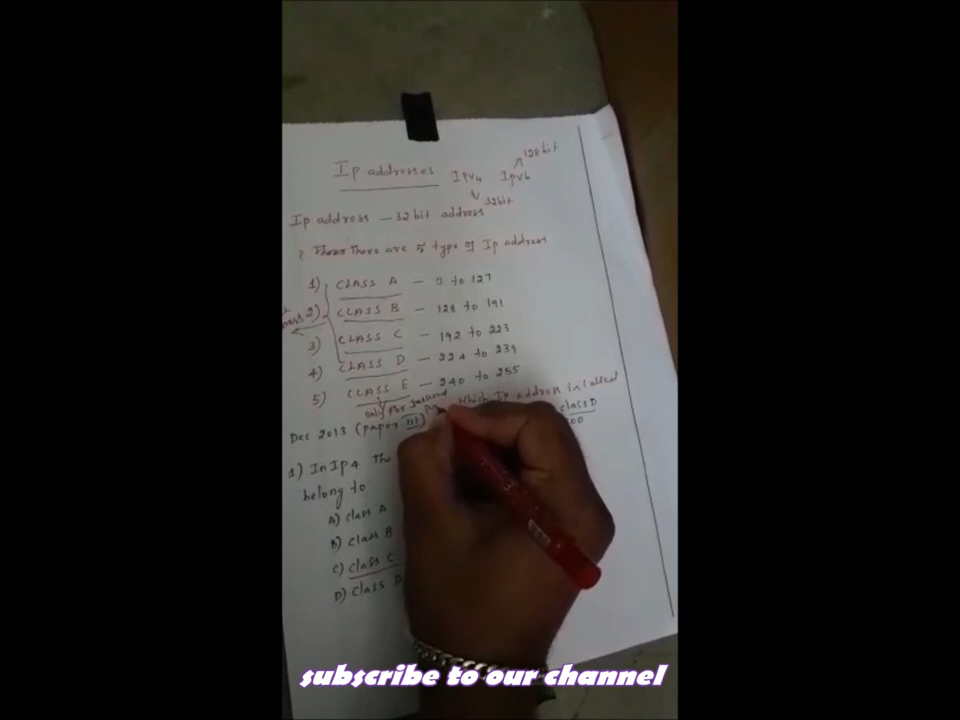 Ip addresses IPv4 IPv6
128 bit
32bit
Ip address - 32 bit address
There are 5 type of Ip address
1) CLASS A - 0 to 127
2) CLASS B - 128 to 191
3) CLASS C - 192 to 223
4) CLASS D - 224 to 239
5) CLASS E - 240 to 255
Only For
Which Ip address is called
class D
Dec 2013 (paper III)
1) In Ip4 The
belong to
A) class A
B) class B
C) class C
D) class D
subscribe to our channel